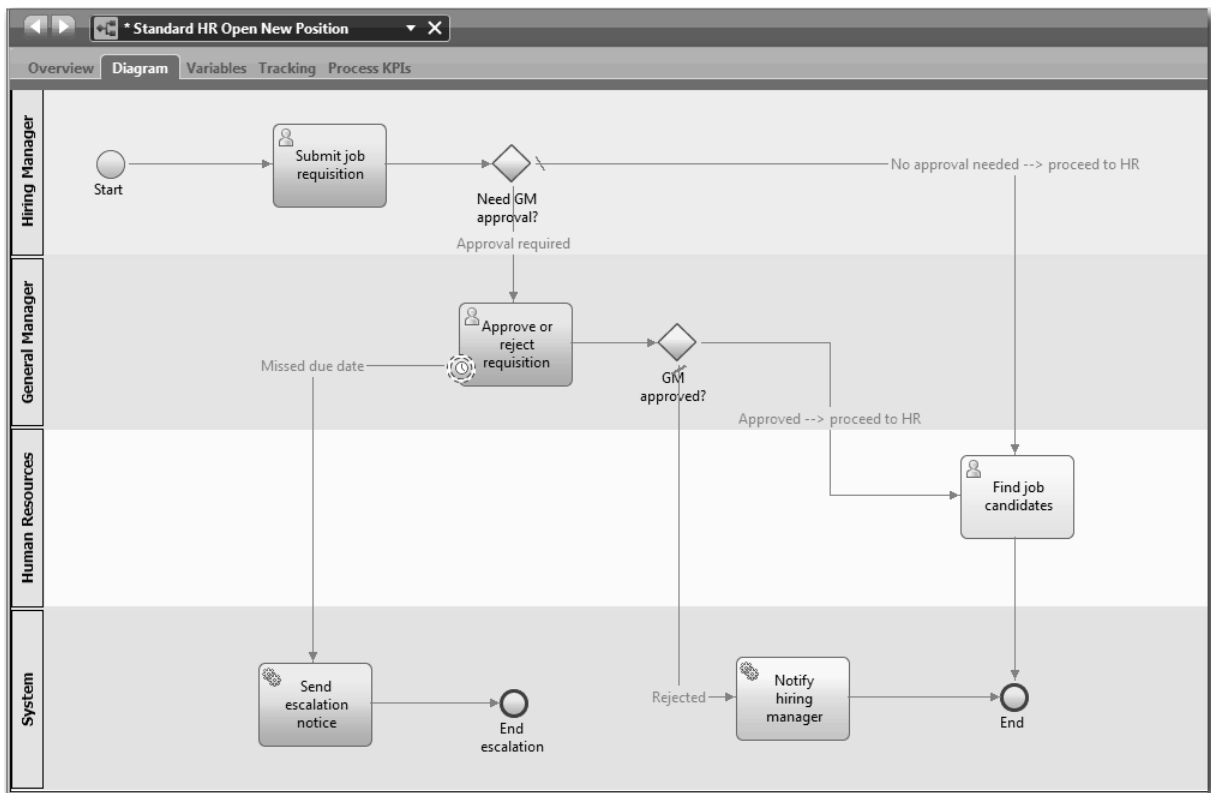 * Standard HR Open New Position
Overview Diagram Variables Tracking Process KPIs
Hiring Manager
Start
Submit job
requisition
Need GM
approval?
No approval needed --> proceed to HR
Approval required
General Manager
Approve or
reject
requisition
Missed due date
GM
approved?
Approved --> proceed to HR
Human Resources
Find job
candidates
System
Send
escalation
notice
End
escalation
Rejected
Notify
hiring
manager
End